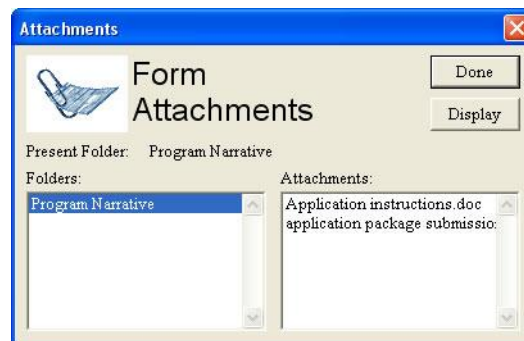 Attachments
Form
Attachments
Done
Display
Present Folder: Program Narrative
Folders:
Attachments:
Program Narrative
Application instructions.doc
application package submissio